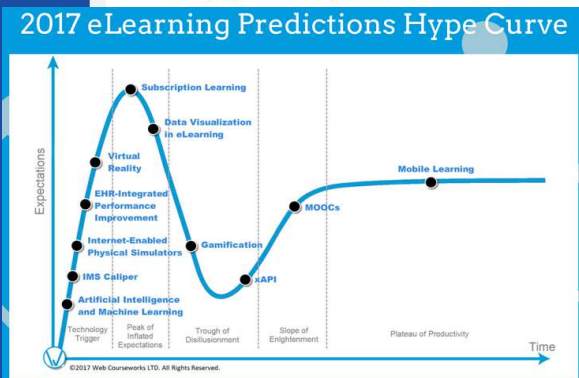 2017 eLearning Predictions Hype Curve
Expectations
Subscription Learning
Data Visualization
in eLearning
Virtual
Reality
Mobile Learning
EHR-Integrated
Performance
Improvement
MOOCs
Internet-Enabled
Physical Simulators
Gamification
IMS Caliper
xAPI
Artificial Intelligence
and Machine Learning
Technology
Trigger
Peak of
Inflated
Expectations
Trough of
Disillusionment
Slope of
Enlightenment
Plateau of Productivity
Time
©2017 Web Courseworks LTD. All Rights Reserved.